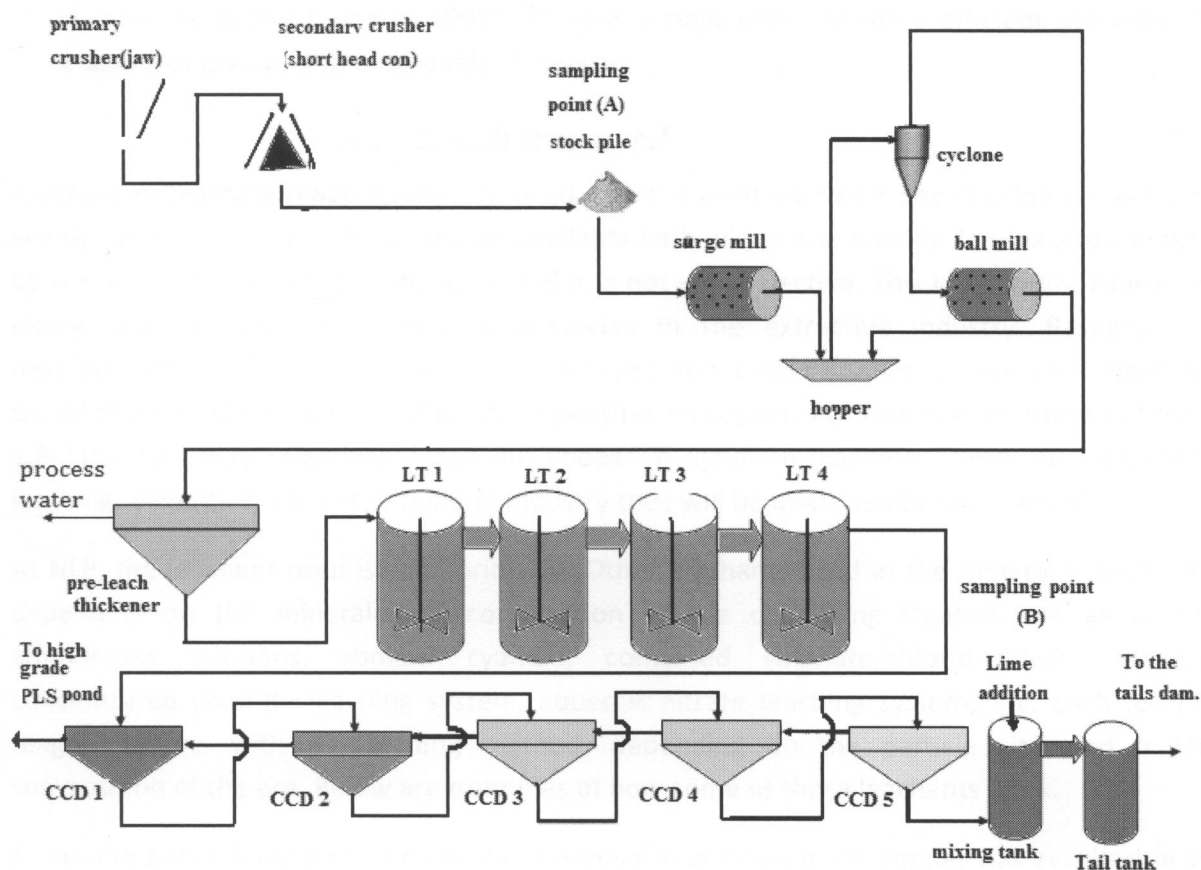 primary
crusher(jaw)
secondary crusher
(short head con)
sampling
point (A)
stock pile
cyclone
surge mill
ball mill
hopper
process
water
LT 1
LT 2
LT 3
LT 4
pre-leach
thickener
sampling point
(B)
To high
grade
PLS pond
Lime
addition
To the
tails dam.
CCD 1
CCD 2
CCD 3
CCD 4
CCD 5
mixing tank
Tail tank